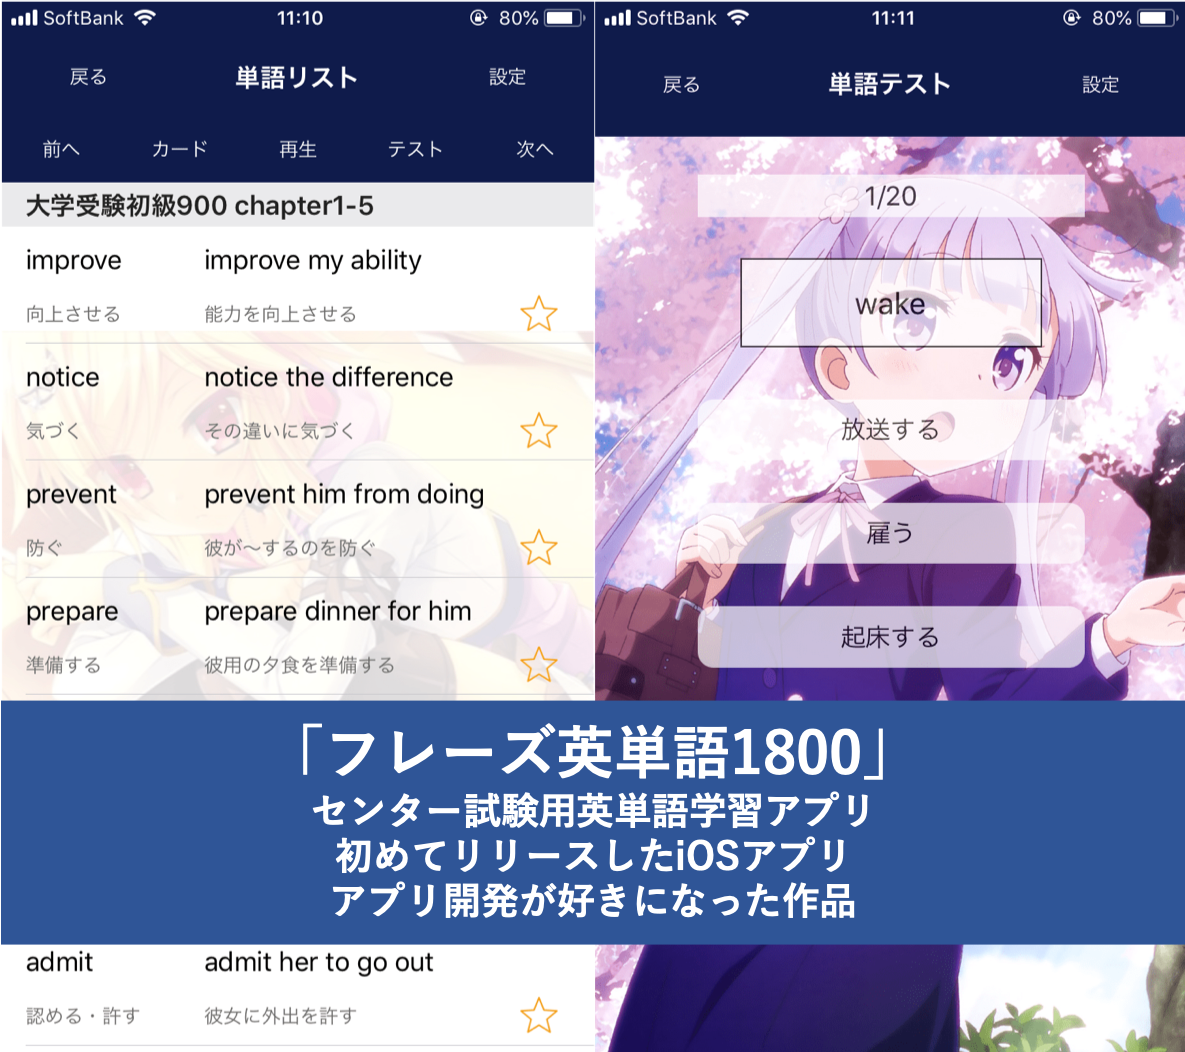 SoftBank 11:10 80%
戻る 単語リスト 設定
前へ カード 再生 テスト 次へ
大学受験初級900 chapter1-5
improve improve my ability
向上させる 能力を向上させる
notice notice the difference
気づく その違いに気づく
prevent prevent him from doing
防ぐ 彼が〜するのを防ぐ
prepare prepare dinner for him
準備する 彼用の夕食を準備する
SoftBank 11:11 80%
戻る 単語テスト 設定
1/20
wake
放送する
雇う
起床する
「フレーズ英単語1800」
センター試験用英単語学習アプリ
初めてリリースしたiOSアプリ
アプリ開発が好きになった作品
admit admit her to go out
認める・許す 彼女に外出を許す